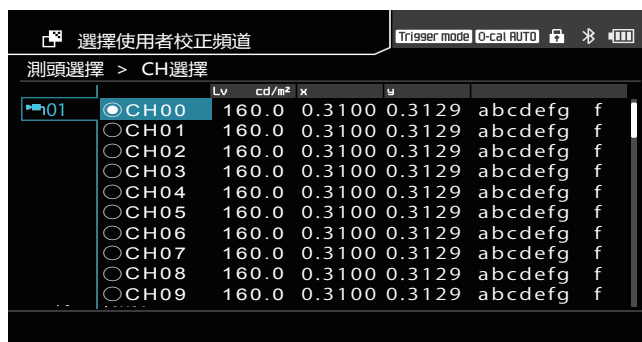 選擇使用者校正頻道 Trigger mode 0-cal AUTO
測頭選擇 > CH選擇
Lv cd/m² x y
01 CH00 160.0 0.3100 0.3129 abcdefg f
CH01 160.0 0.3100 0.3129 abcdefg f
CH02 160.0 0.3100 0.3129 abcdefg f
CH03 160.0 0.3100 0.3129 abcdefg f
CH04 160.0 0.3100 0.3129 abcdefg f
CH05 160.0 0.3100 0.3129 abcdefg f
CH06 160.0 0.3100 0.3129 abcdefg f
CH07 160.0 0.3100 0.3129 abcdefg f
CH08 160.0 0.3100 0.3129 abcdefg f
CH09 160.0 0.3100 0.3129 abcdefg f